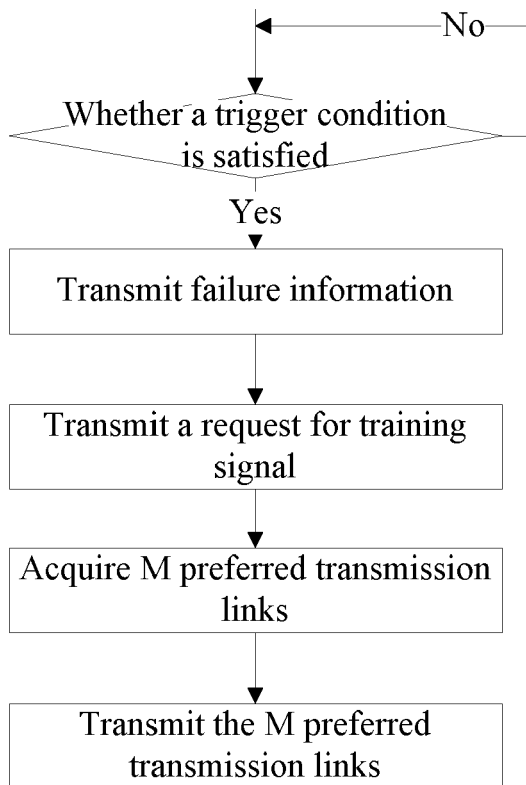 No
Whether a trigger condition
is satisfied
Yes
Transmit failure information
Transmit a request for training
signal
Acquire M preferred transmission
links
Transmit the M preferred
transmission links